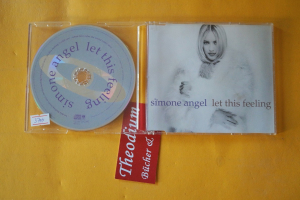 simone angel let this feeling
simone angel let this feeling
Theodium
Bücher &